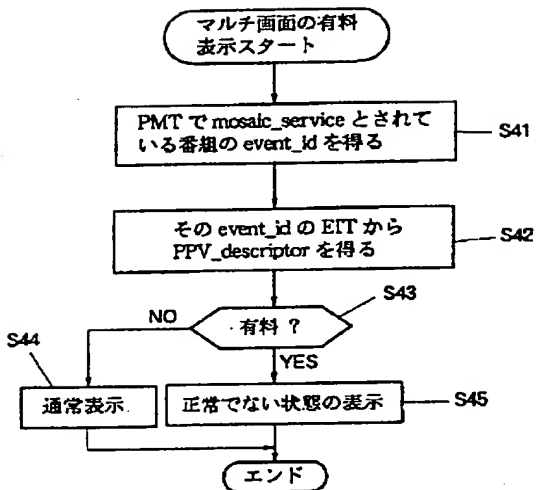 マルチ画面の有料
表示スタート
PMT で mosaic_service とされて
いる番組の event_id を得る
S41
その event_id の EIT から
PPV_descriptor を得る
S42
S43
有料 ?
NO
YES
S44
通常表示
正常でない状態の表示
S45
エンド